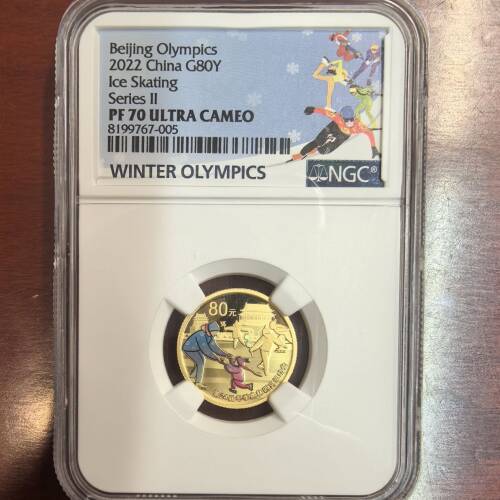 Beijing Olympics
2022 China G80Y
Ice Skating
Series II
PF 70 ULTRA CAMEO
8199767-005
WINTER OLYMPICS
NGC®
80元